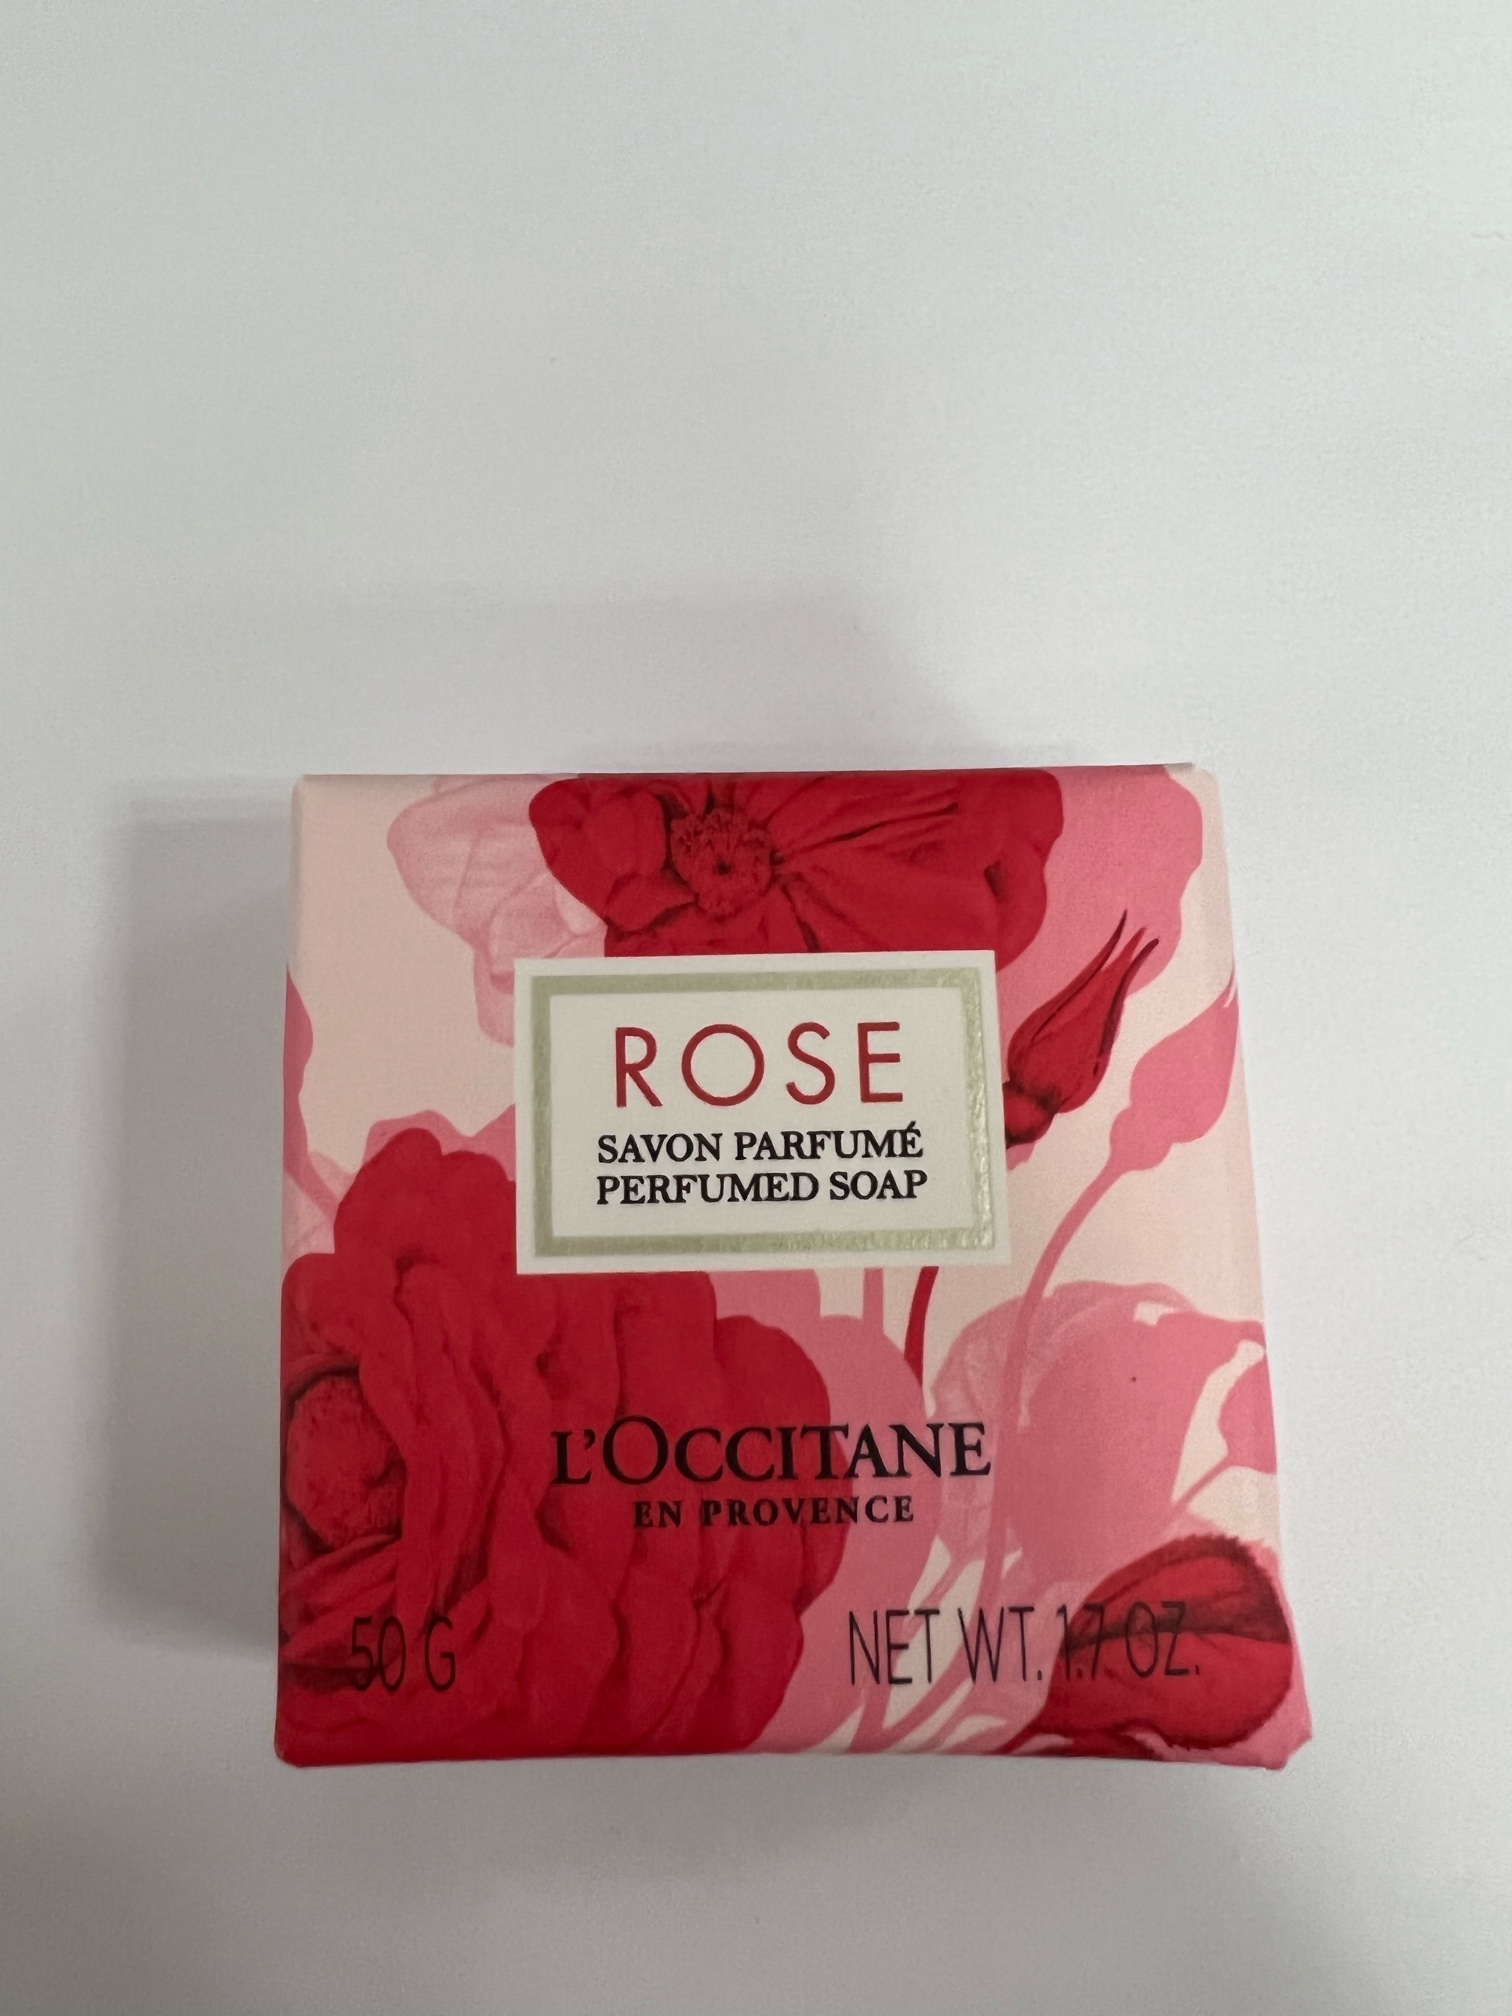 ROSE
SAVON PARFUMÉ
PERFUMED SOAP
L'OCCITANE
EN PROVENCE
50 G NET WT. 1.7 OZ.